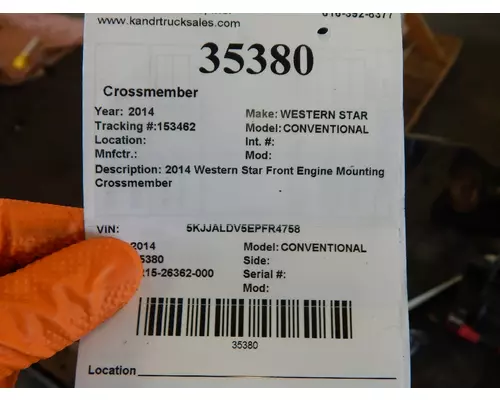 www.kandrtrucksales.com
35380
Crossmember
Year: 2014 Make: WESTERN STAR
Tracking #:153462 Model: CONVENTIONAL
Location: Int. #:
Mnfctr.: Mod:
Description: 2014 Western Star Front Engine Mounting
Crossmember
VIN: 5KJJALDV5EPFR4758
2014 Model: CONVENTIONAL
5380 Side:
215-26362-000 Serial #:
Mod:
35380
Location